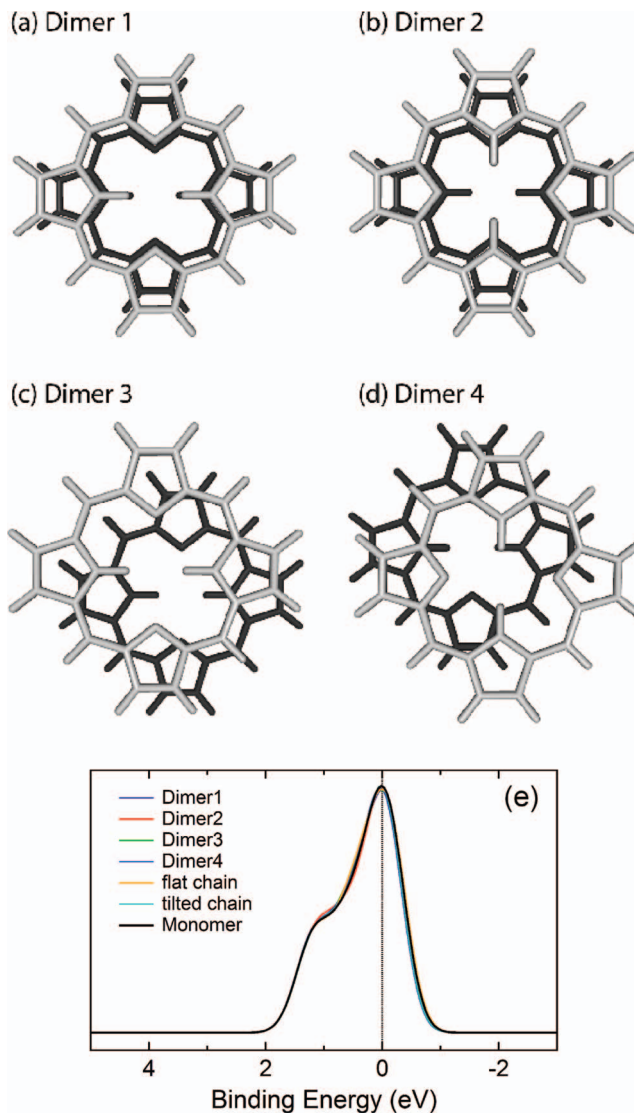 (a) Dimer 1
(b) Dimer 2
(c) Dimer 3
(d) Dimer 4
(e)
Dimer1
Dimer2
Dimer3
Dimer4
flat chain
tilted chain
Monomer
4 2 0 -2
Binding Energy (eV)